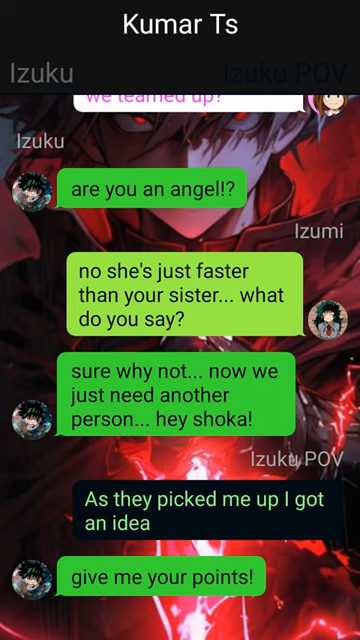 Kumar Ts
Izuku
Izuku POV
we teamed up?
Izuku
are you an angel!?
Izumi
no she's just faster
than your sister... what
do you say?
sure why not... now we
just need another
person... hey shoka!
Izuku POV
As they picked me up I got
an idea
give me your points!